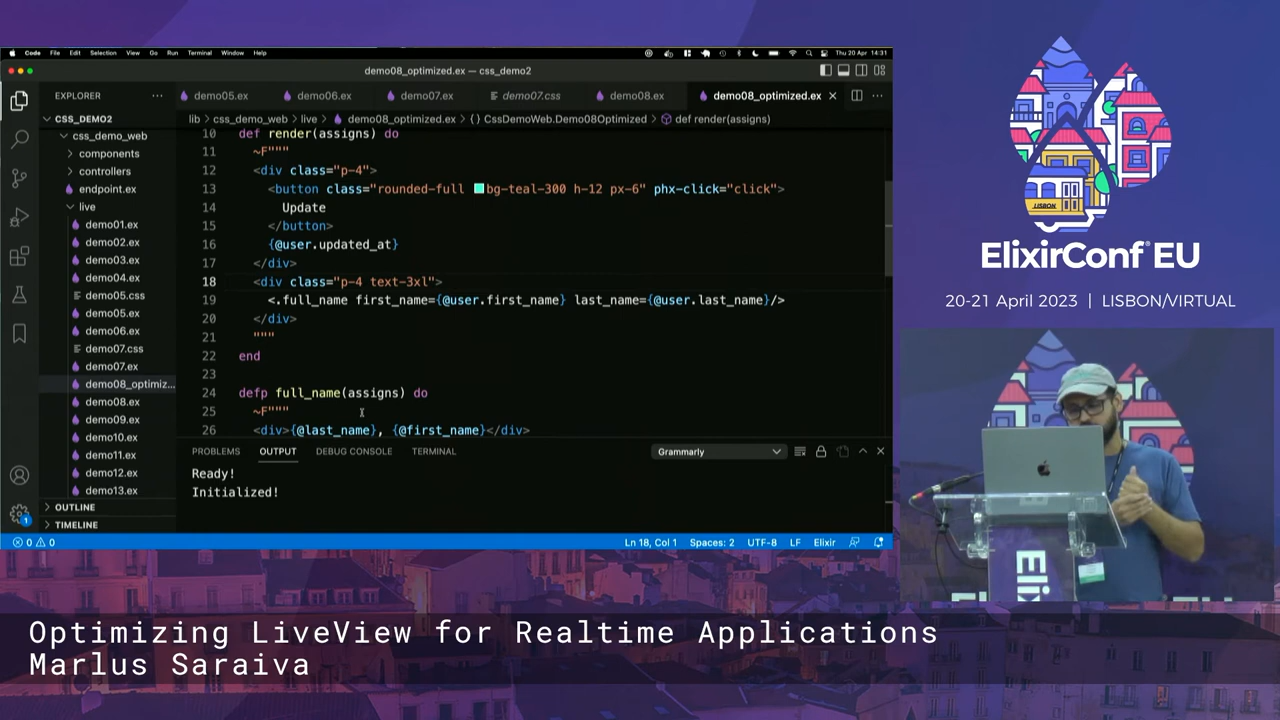 Code File Edit Selection View Go Run Terminal Window Help Thu 20 Apr 14:31
demo08_optimized.ex — css_demo2
EXPLORER
demo05.ex demo06.ex demo07.ex demo07.css demo08.ex demo08_optimized.ex
CSS_DEMO2
lib > css_demo_web > live > demo08_optimized.ex > {} CssDemoWeb.Demo08Optimized > def render(assigns)
css_demo_web
components
controllers
endpoint.ex
live
demo01.ex
demo02.ex
demo03.ex
demo04.ex
demo05.css
demo05.ex
demo06.ex
demo07.css
demo07.ex
demo08_optimiz...
demo08.ex
demo09.ex
demo10.ex
demo11.ex
demo12.ex
demo13.ex
OUTLINE
TIMELINE
10 def render(assigns) do
11 ~F"""
12 <div class="p-4">
13 <button class="rounded-full bg-teal-300 h-12 px-6" phx-click="click">
14 Update
15 </button>
16 {@user.updated_at}
17 </div>
18 <div class="p-4 text-3xl">
19 <.full_name first_name={@user.first_name} last_name={@user.last_name}/>
20 </div>
21 """
22 end
23
24 defp full_name(assigns) do
25 ~F"""
26 <div>{@last_name}, {@first_name}</div>
PROBLEMS OUTPUT DEBUG CONSOLE TERMINAL Grammarly
Ready!
Initialized!
1
0 0 Ln 18, Col 1 Spaces: 2 UTF-8 LF Elixir
LISBON
ElixirConf® EU
20-21 April 2023 | LISBON/VIRTUAL
Elix
Optimizing LiveView for Realtime Applications
Marlus Saraiva